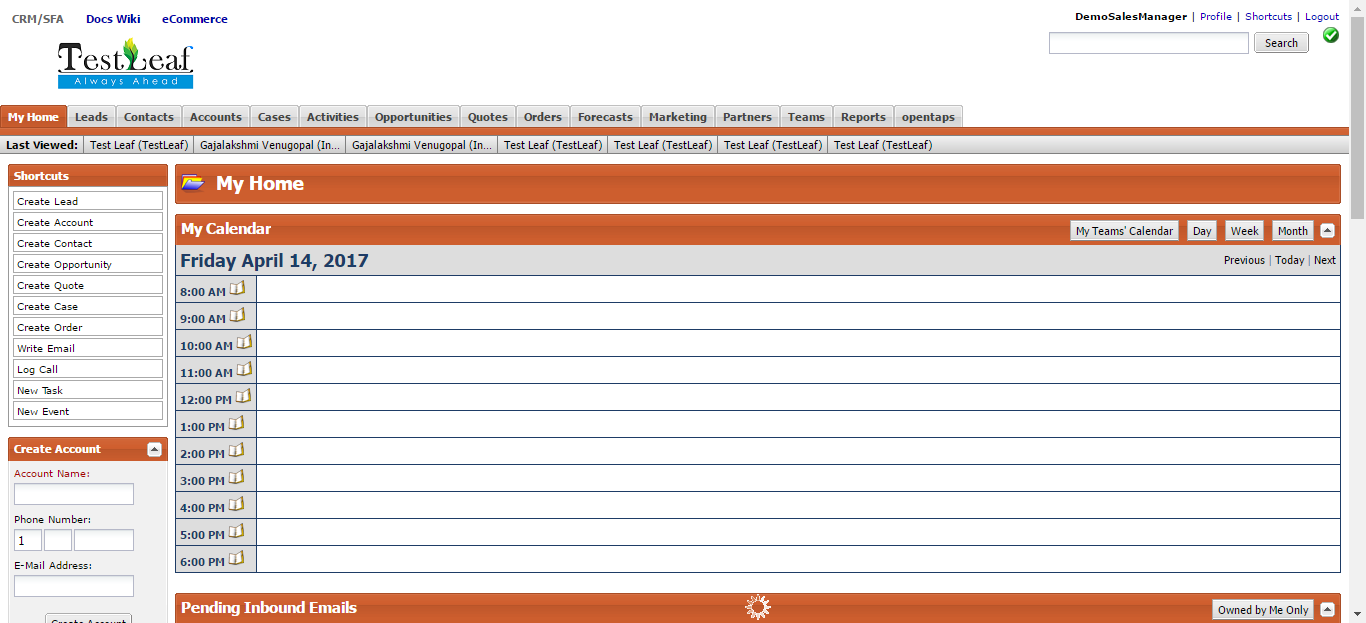 CRM/SFA Docs Wiki eCommerce
DemoSalesManager | Profile | Shortcuts | Logout
Search
TestLeaf
Always Ahead
My Home Leads Contacts Accounts Cases Activities Opportunities Quotes Orders Forecasts Marketing Partners Teams Reports opentaps
Last Viewed: Test Leaf (TestLeaf) Gajalakshmi Venugopal (In... Gajalakshmi Venugopal (In... Test Leaf (TestLeaf) Test Leaf (TestLeaf) Test Leaf (TestLeaf) Test Leaf (TestLeaf)
Shortcuts
Create Lead
Create Account
Create Contact
Create Opportunity
Create Quote
Create Case
Create Order
Write Email
Log Call
New Task
New Event
Create Account
Account Name:
Phone Number:
1
E-Mail Address:
Create Account
My Home
My Calendar My Teams' Calendar Day Week Month
Friday April 14, 2017 Previous | Today | Next
8:00 AM
9:00 AM
10:00 AM
11:00 AM
12:00 PM
1:00 PM
2:00 PM
3:00 PM
4:00 PM
5:00 PM
6:00 PM
Pending Inbound Emails Owned by Me Only